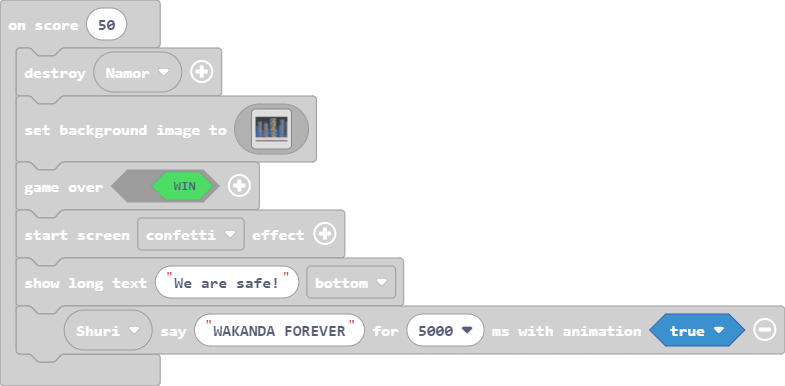 on score 50
destroy Namor
set background image to
game over WIN
start screen confetti effect
show long text "We are safe!" bottom
Shuri say "WAKANDA FOREVER" for 5000 ms with animation true